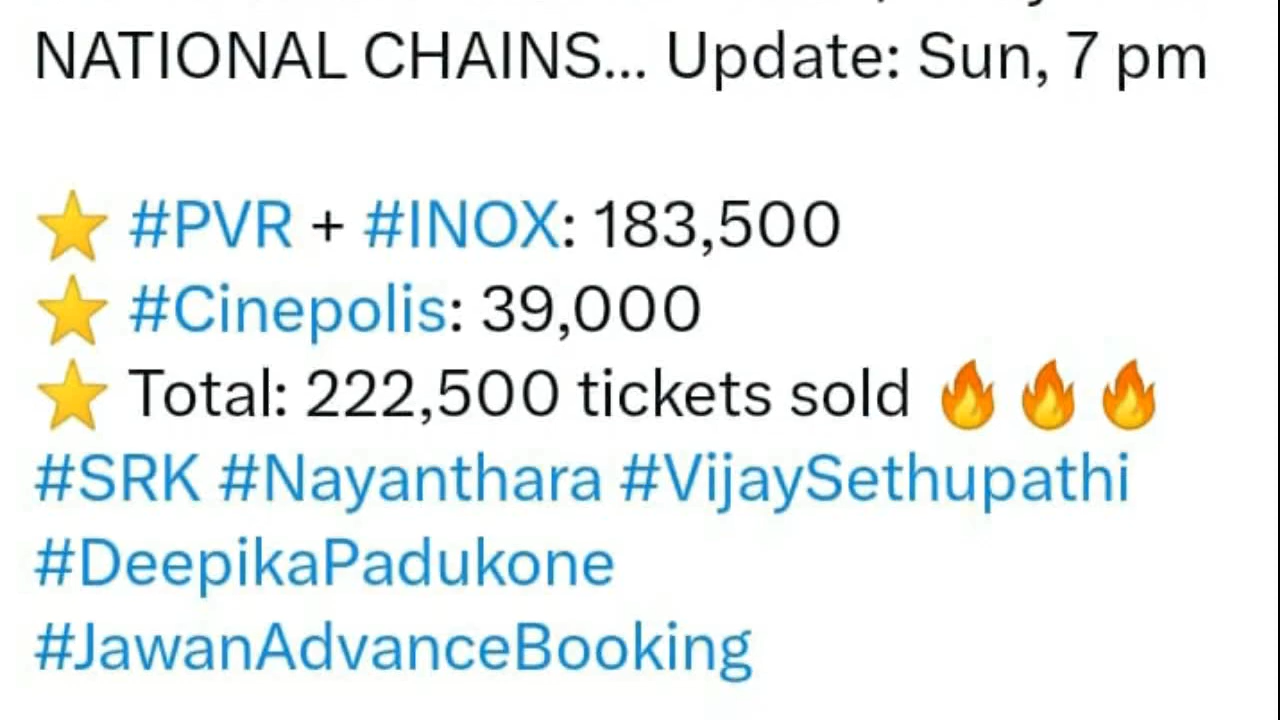 NATIONAL CHAINS... Update: Sun, 7 pm
⭐ #PVR + #INOX: 183,500
⭐ #Cinepolis: 39,000
⭐ Total: 222,500 tickets sold 🔥🔥🔥
#SRK #Nayanthara #VijaySethupathi
#DeepikaPadukone
#JawanAdvanceBooking